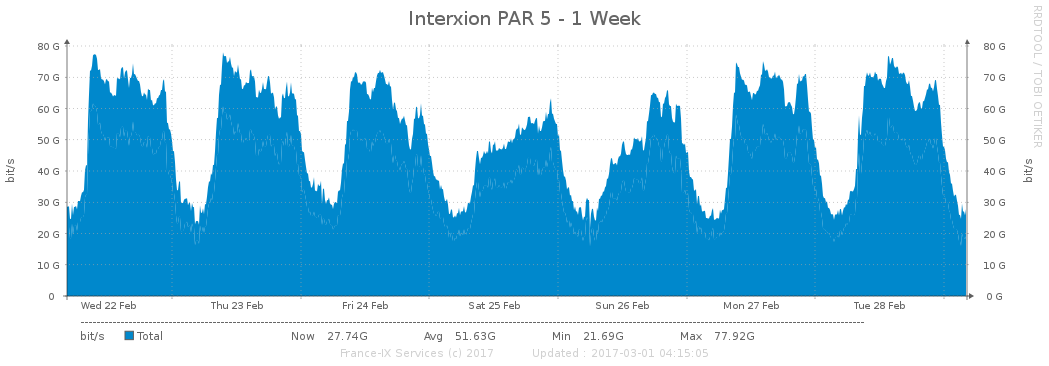 Interxion PAR 5 - 1 Week
RRDTOOL / TOBI OETIKER
bit/s
80 G 80 G
70 G 70 G
60 G 60 G
50 G 50 G
40 G 40 G
30 G 30 G
20 G 20 G
10 G 10 G
0 0 G
bit/s
Wed 22 Feb Thu 23 Feb Fri 24 Feb Sat 25 Feb Sun 26 Feb Mon 27 Feb Tue 28 Feb
bit/s Total Now 27.74G Avg 51.63G Min 21.69G Max 77.92G
France-IX Services (c) 2017 Updated : 2017-03-01 04:15:05